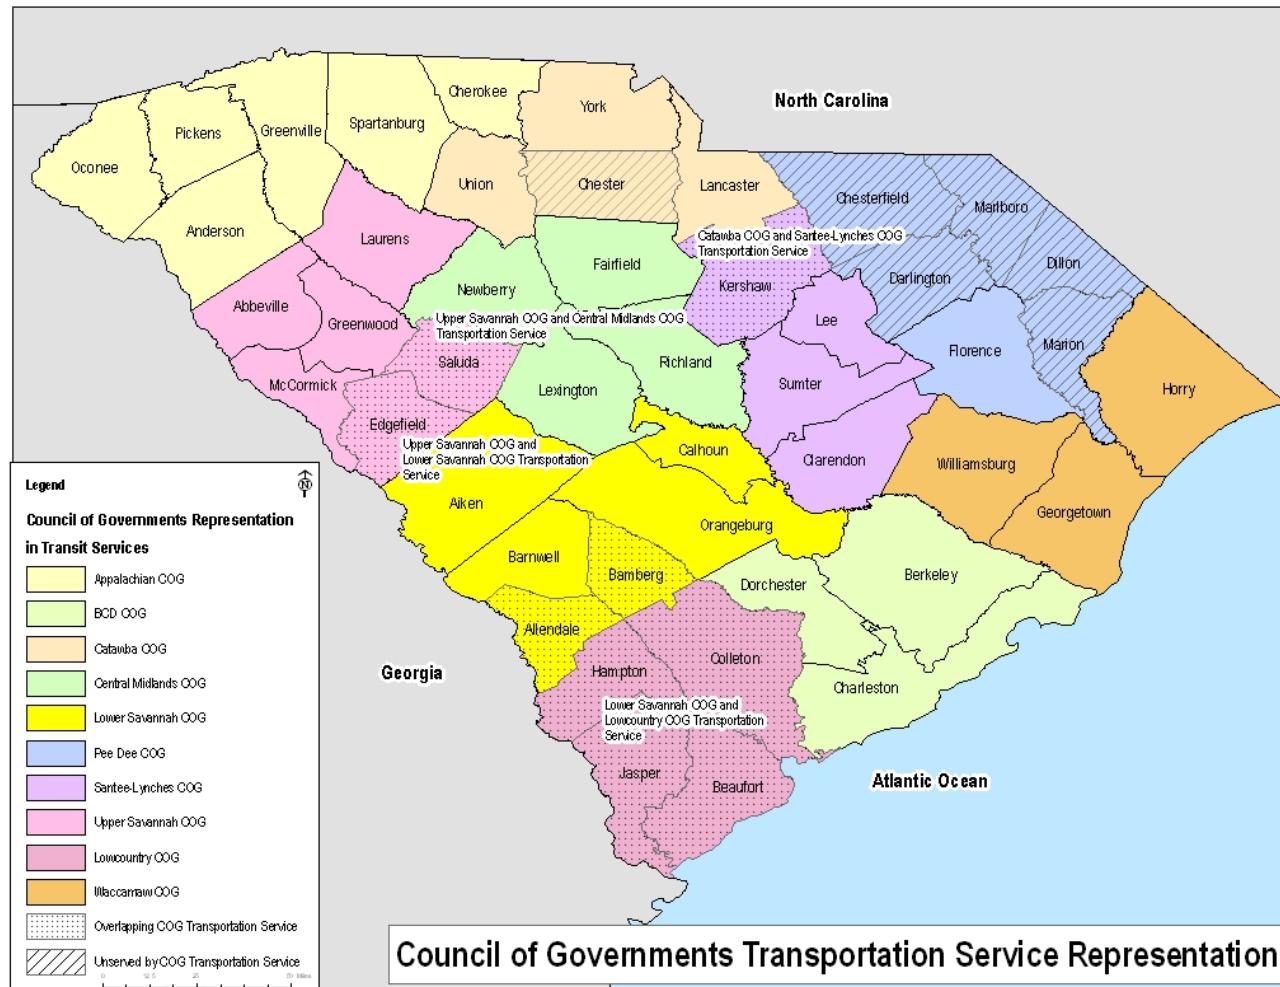 North Carolina
Cherokee
York
Pickens
Greenville
Spartanburg
Oconee
Union
Chester
Lancaster
Chesterfield
Marlboro
Anderson
Laurens
Catawba COG and Santee-Lynches COG
Transportation Service
Fairfield
Dillon
Newberry
Kershaw
Darlington
Abbeville
Greenwood
Upper Savannah COG and Central Midlands COG
Transportation Service
Lee
Marion
Florence
Saluda
Richland
McCormick
Lexington
Sumter
Horry
Edgefield
Upper Savannah COG and
Lower Savannah COG Transportation
Service
Calhoun
Clarendon
Williamsburg
Aiken
Orangeburg
Georgetown
Barnwell
Bamberg
Dorchester
Berkeley
Allendale
Hampton
Colleton
Georgia
Charleston
Lower Savannah COG and
Lowcountry COG Transportation
Service
Jasper
Beaufort
Atlantic Ocean
Legend
N
Council of Governments Representation
in Transit Services
Appalachian COG
BCD COG
Catawba COG
Central Midlands COG
Lower Savannah COG
Pee Dee COG
Santee-Lynches COG
Upper Savannah COG
Lowcountry COG
Waccamaw COG
Overlapping COG Transportation Service
Unserved by COG Transportation Service
0 12.5 25 50 Miles
Council of Governments Transportation Service Representation